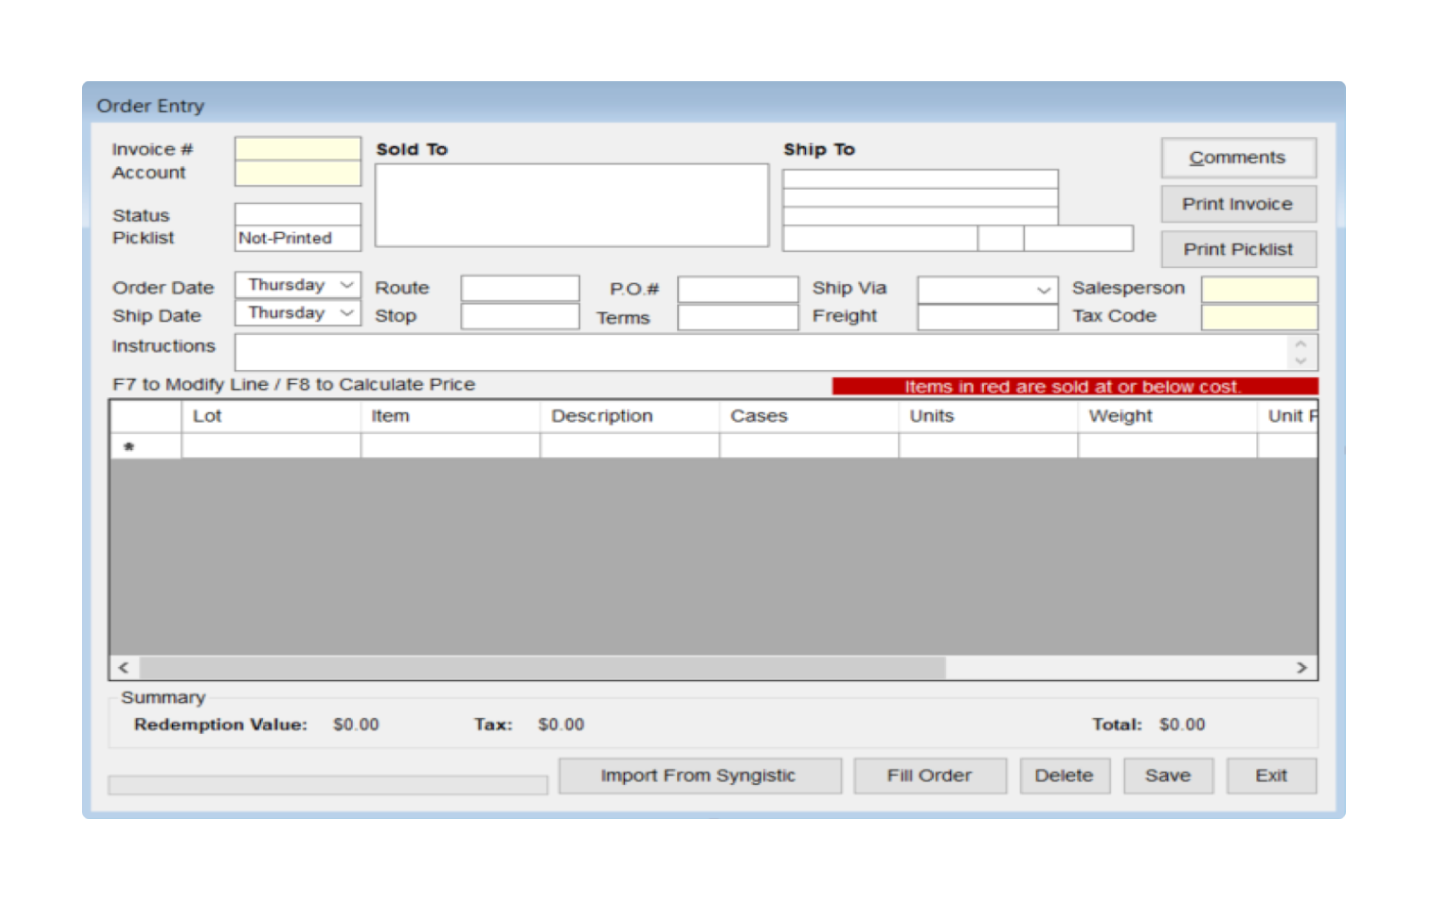 Order Entry
Invoice # Sold To Ship To Comments
Account
Print Invoice
Status
Picklist Not-Printed Print Picklist
Order Date Thursday Route P.O.# Ship Via Salesperson
Ship Date Thursday Stop Terms Freight Tax Code
Instructions
F7 to Modify Line / F8 to Calculate Price Items in red are sold at or below cost.
Lot Item Description Cases Units Weight Unit
*
Summary
Redemption Value: $0.00 Tax: $0.00 Total: $0.00
Import From Syngistic Fill Order Delete Save Exit